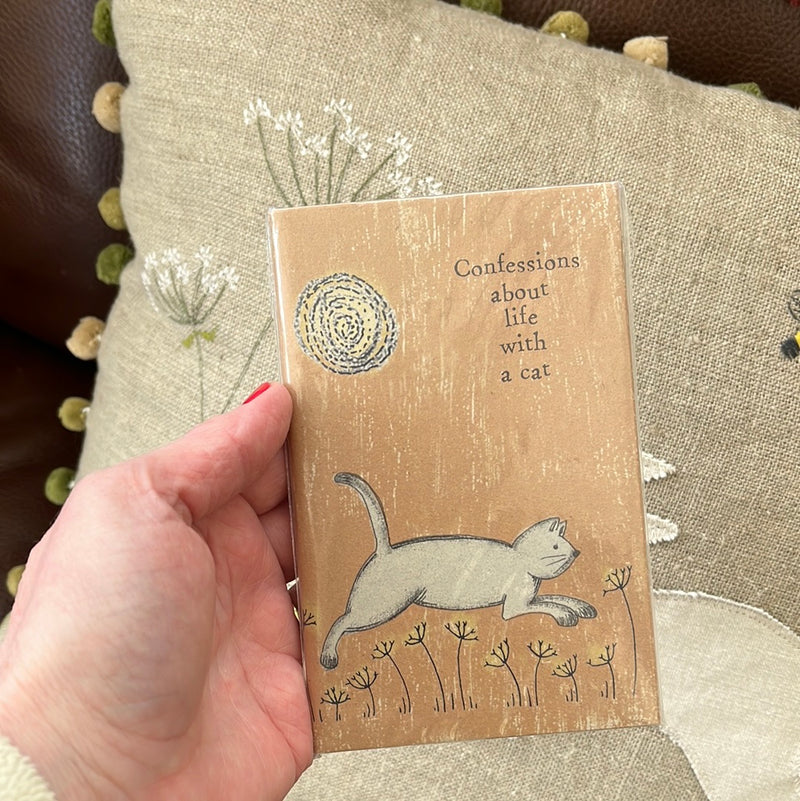 Confessions
about
life
with
a cat